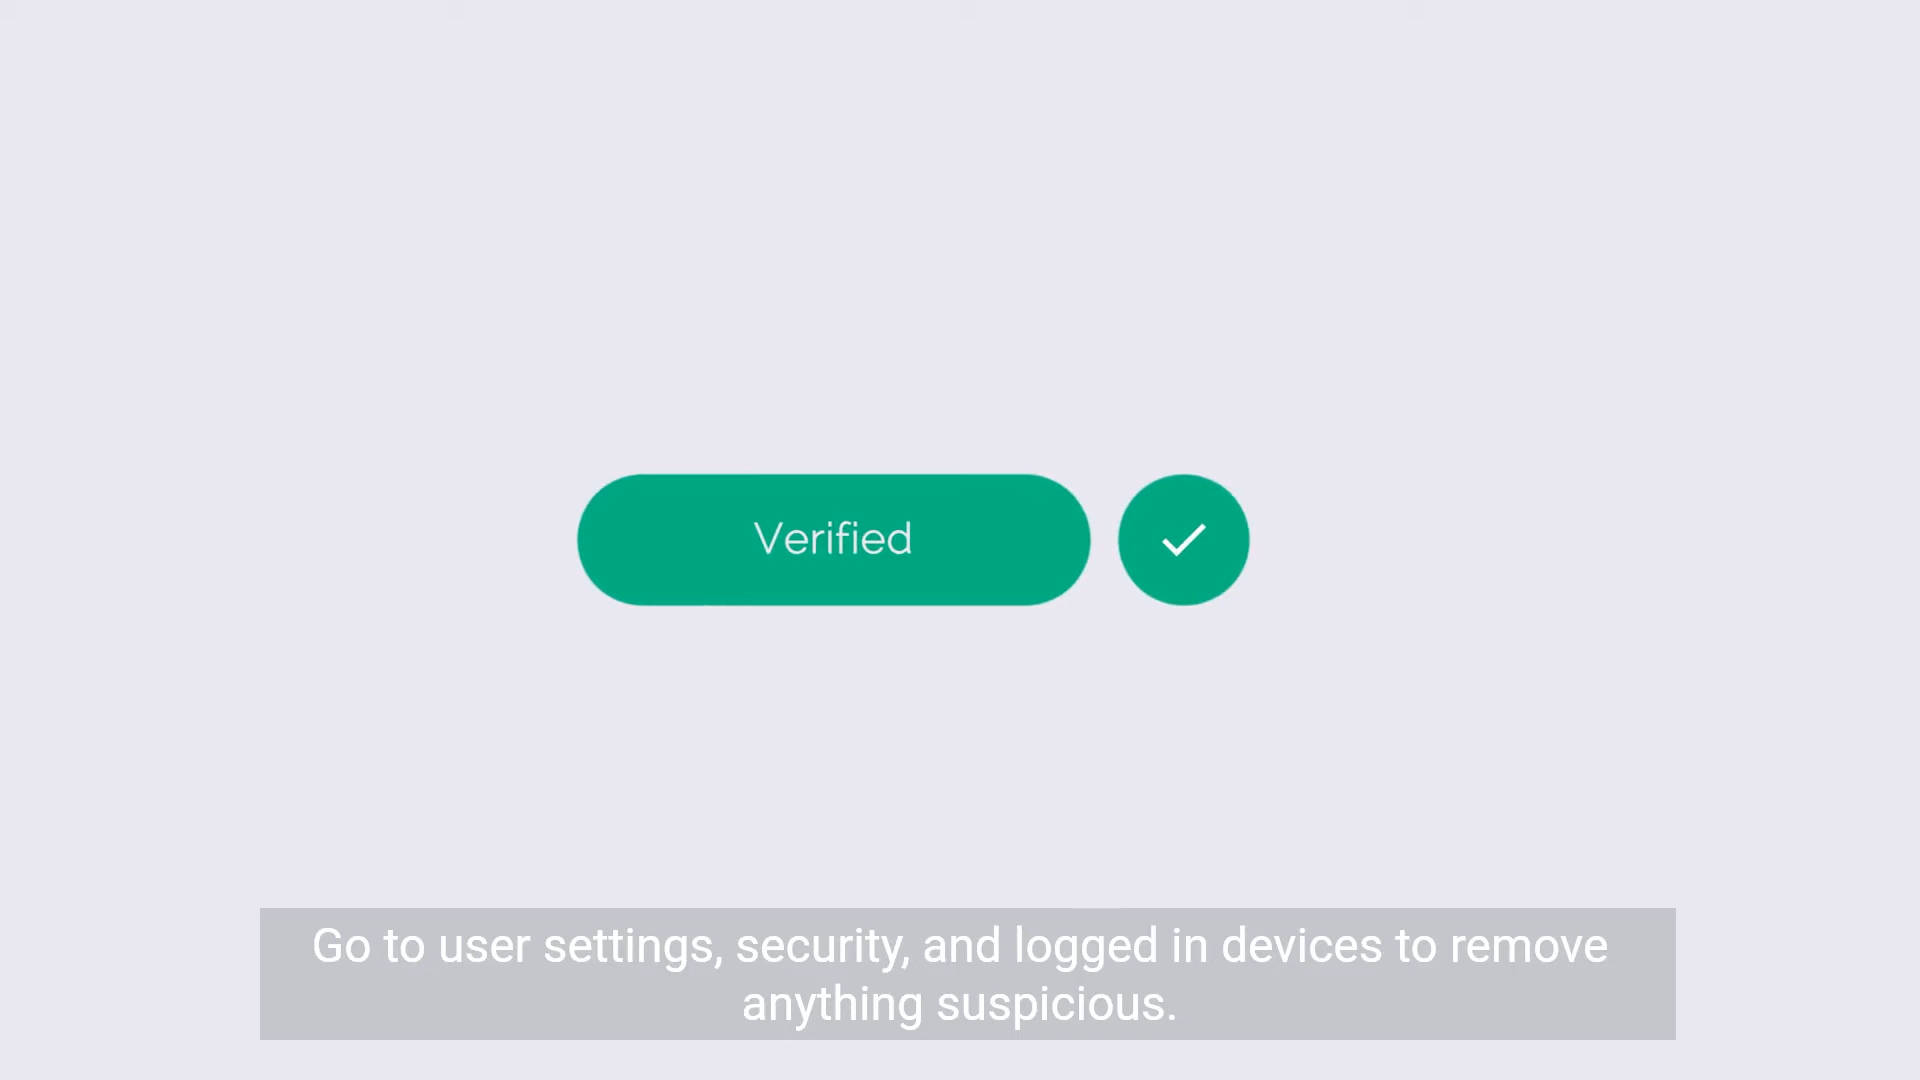 Verified
Go to user settings, security, and logged in devices to remove
anything suspicious.